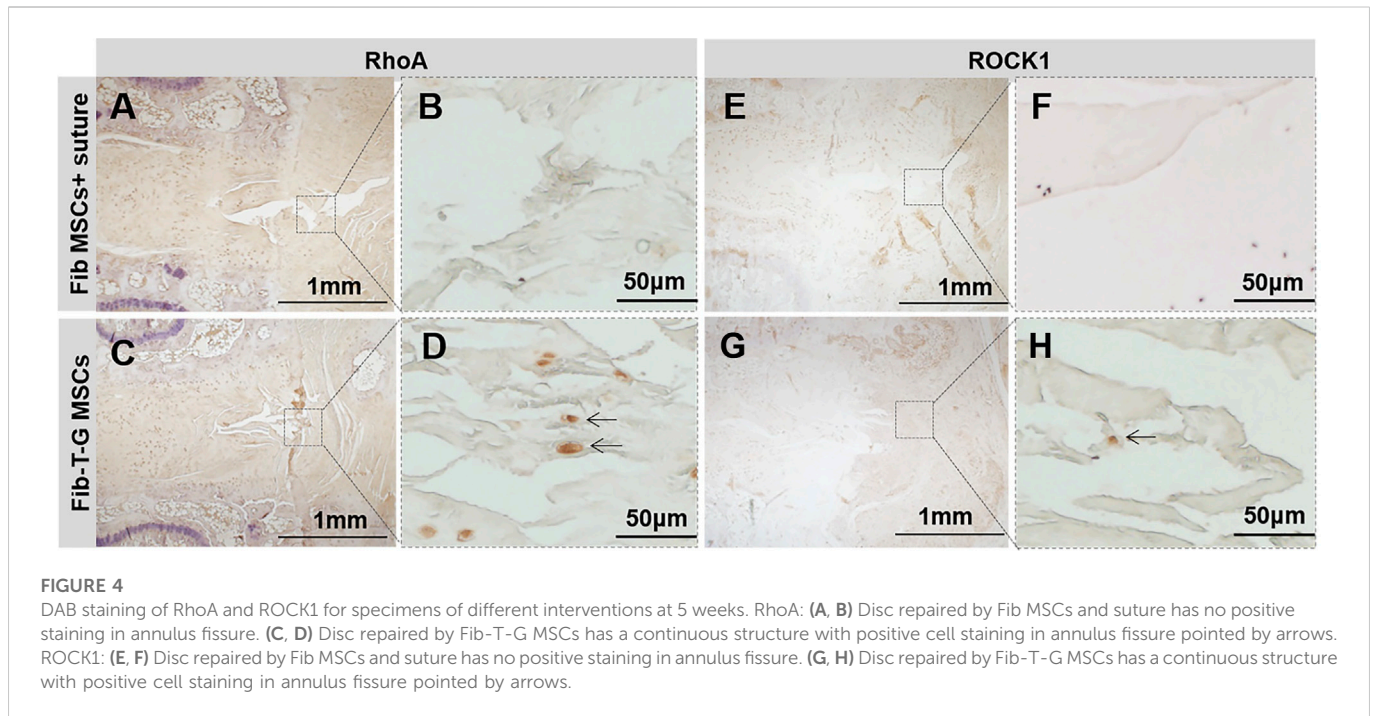 RhoA
ROCK1
Fib MSCs+ suture
A
B
E
F
1mm
50µm
1mm
50µm
Fib-T-G MSCs
C
D
G
H
1mm
50µm
1mm
50µm
FIGURE 4
DAB staining of RhoA and ROCK1 for specimens of different interventions at 5 weeks. RhoA: (A, B) Disc repaired by Fib MSCs and suture has no positive
staining in annulus fissure. (C, D) Disc repaired by Fib-T-G MSCs has a continuous structure with positive cell staining in annulus fissure pointed by arrows.
ROCK1: (E, F) Disc repaired by Fib MSCs and suture has no positive staining in annulus fissure. (G, H) Disc repaired by Fib-T-G MSCs has a continuous structure
with positive cell staining in annulus fissure pointed by arrows.